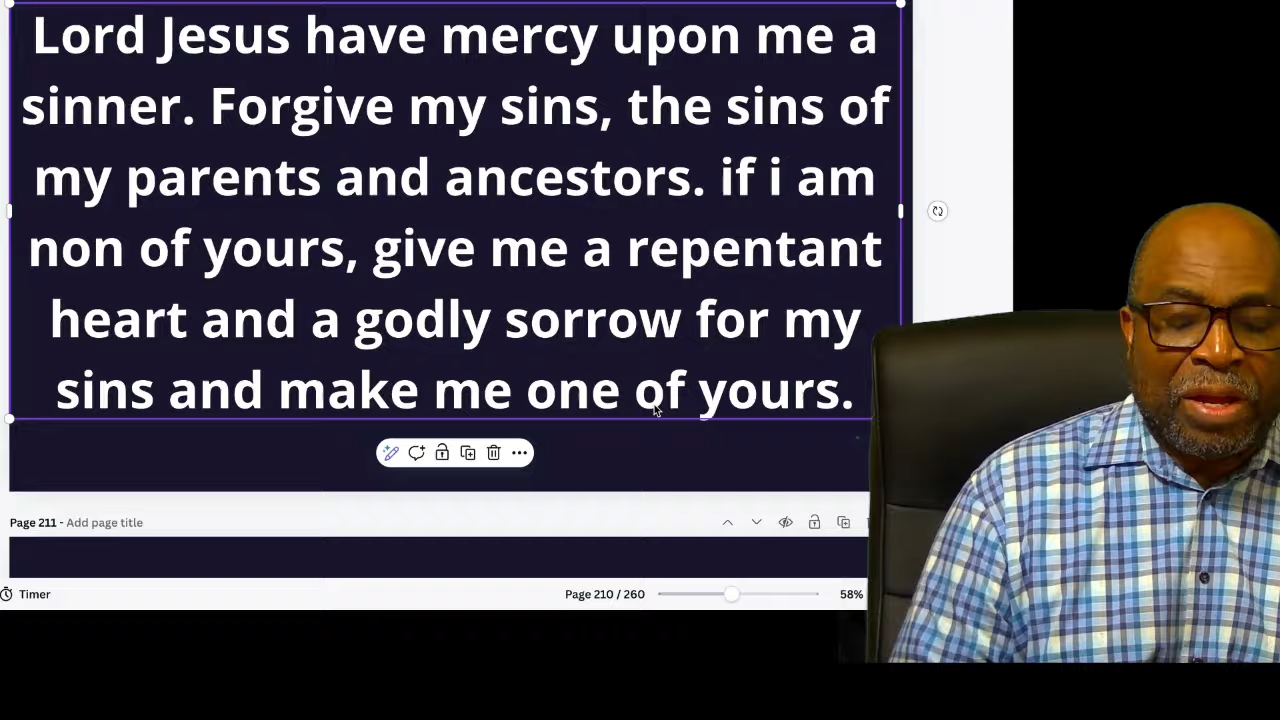 Lord Jesus have mercy upon me a
sinner. Forgive my sins, the sins of
my parents and ancestors. if i am
non of yours, give me a repentant
heart and a godly sorrow for my
sins and make me one of yours.
Page 211 - Add page title
Timer
Page 210 / 260
58%